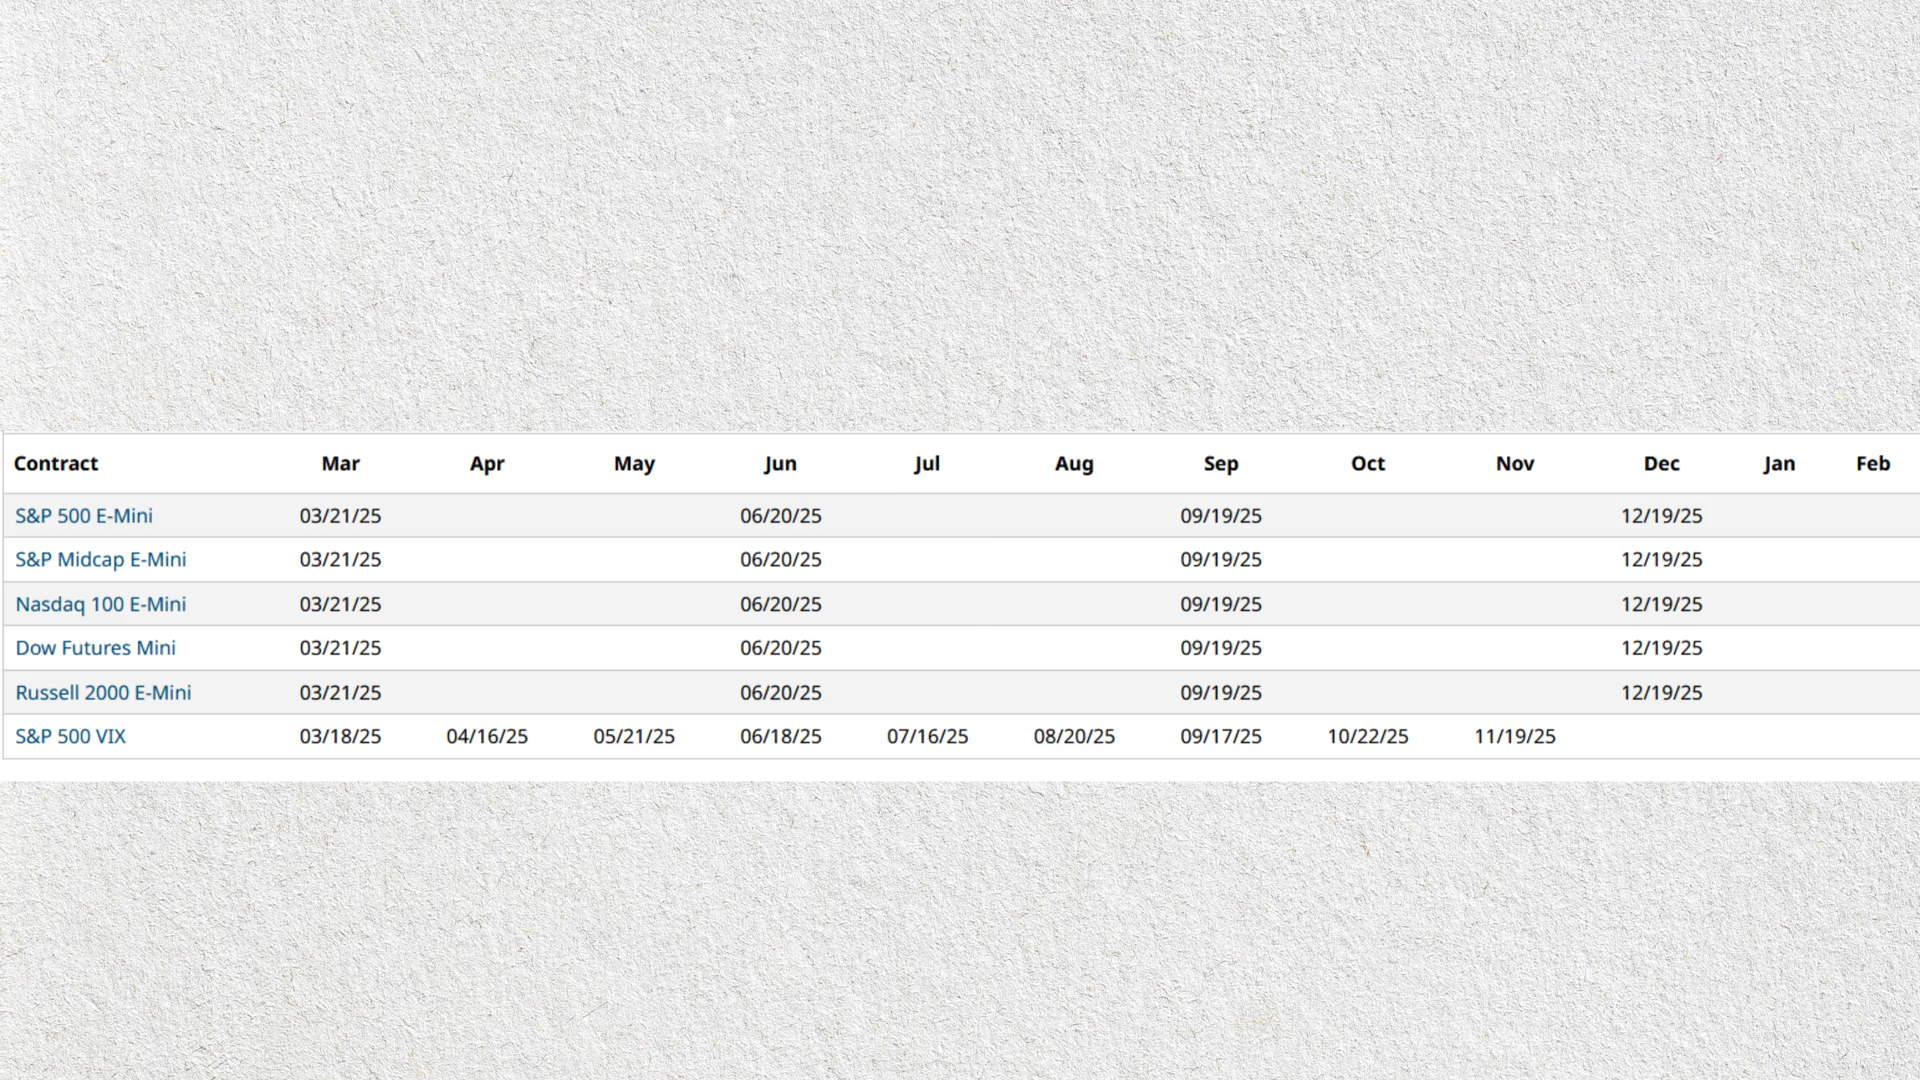 Contract Mar Apr May Jun Jul Aug Sep Oct Nov Dec Jan Feb
S&P 500 E-Mini 03/21/25 06/20/25 09/19/25 12/19/25
S&P Midcap E-Mini 03/21/25 06/20/25 09/19/25 12/19/25
Nasdaq 100 E-Mini 03/21/25 06/20/25 09/19/25 12/19/25
Dow Futures Mini 03/21/25 06/20/25 09/19/25 12/19/25
Russell 2000 E-Mini 03/21/25 06/20/25 09/19/25 12/19/25
S&P 500 VIX 03/18/25 04/16/25 05/21/25 06/18/25 07/16/25 08/20/25 09/17/25 10/22/25 11/19/25